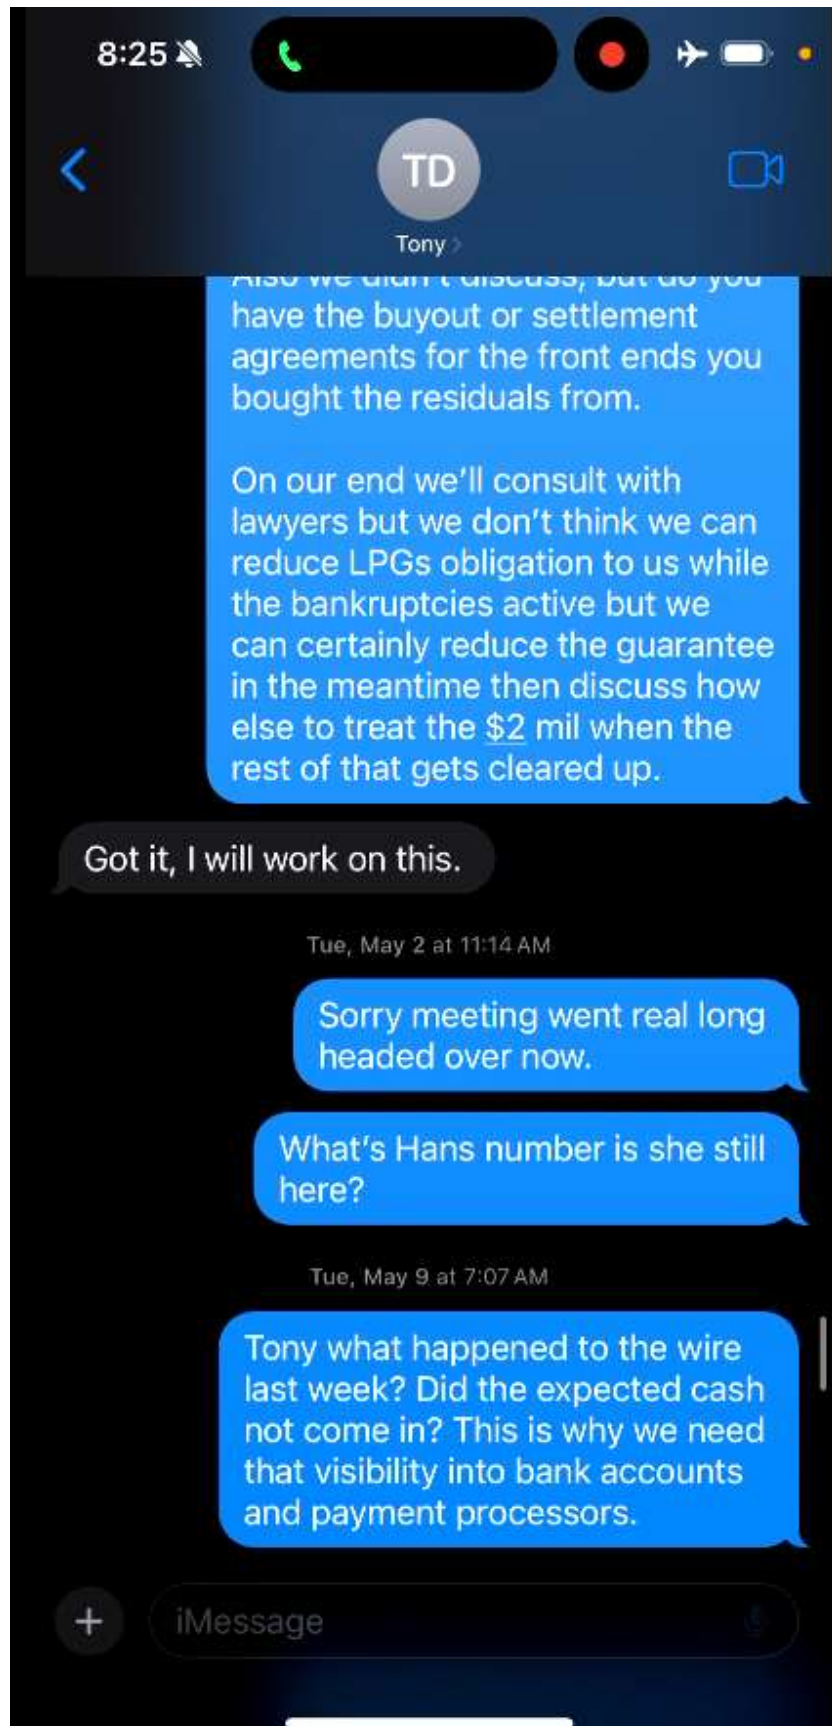 8:25
TD
Tony
Also we didn't discuss, but do you
have the buyout or settlement
agreements for the front ends you
bought the residuals from.
On our end we'll consult with
lawyers but we don't think we can
reduce LPGs obligation to us while
the bankruptcies active but we
can certainly reduce the guarantee
in the meantime then discuss how
else to treat the $2 mil when the
rest of that gets cleared up.
Got it, I will work on this.
Tue, May 2 at 11:14 AM
Sorry meeting went real long
headed over now.
What's Hans number is she still
here?
Tue, May 9 at 7:07 AM
Tony what happened to the wire
last week? Did the expected cash
not come in? This is why we need
that visibility into bank accounts
and payment processors.
iMessage